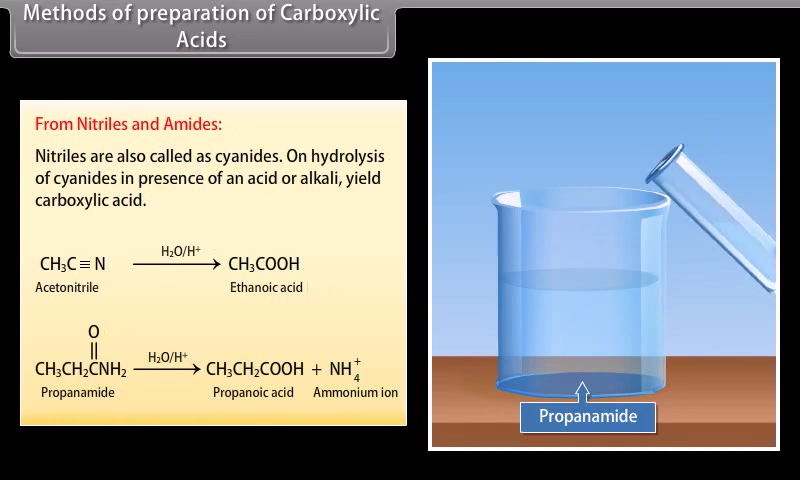 Methods of preparation of Carboxylic
Acids
From Nitriles and Amides:
Nitriles are also called as cyanides. On hydrolysis
of cyanides in presence of an acid or alkali, yield
carboxylic acid.
CH₃C ≡ N  H₂O/H⁺ ⟶  CH₃COOH
Acetonitrile  Ethanoic acid
O
||
CH₃CH₂CNH₂  H₂O/H⁺ ⟶  CH₃CH₂COOH + NH₄⁺
Propanamide  Propanoic acid  Ammonium ion
Propanamide